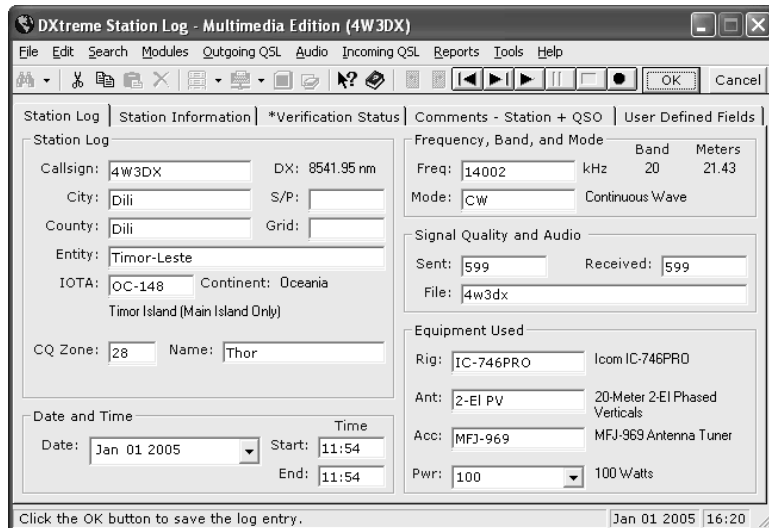 DXtreme Station Log - Multimedia Edition (4W3DX)
File Edit Search Modules Outgoing QSL Audio Incoming QSL Reports Tools Help
OK Cancel
Station Log Station Information *Verification Status Comments - Station + QSO User Defined Fields
Station Log
Callsign: 4W3DX DX: 8541.95 nm
City: Dili S/P:
County: Dili Grid:
Entity: Timor-Leste
IOTA: OC-148 Continent: Oceania
Timor Island (Main Island Only)
CQ Zone: 28 Name: Thor
Date and Time
Time
Date: Jan 01 2005 Start: 11:54
End: 11:54
Frequency, Band, and Mode
Band Meters
Freq: 14002 kHz 20 21.43
Mode: CW Continuous Wave
Signal Quality and Audio
Sent: 599 Received: 599
File: 4w3dx
Equipment Used
Rig: IC-746PRO Icom IC-746PRO
Ant: 2-El PV 20-Meter 2-El Phased
Verticals
Acc: MFJ-969 MFJ-969 Antenna Tuner
Pwr: 100 100 Watts
Click the OK button to save the log entry. Jan 01 2005 16:20